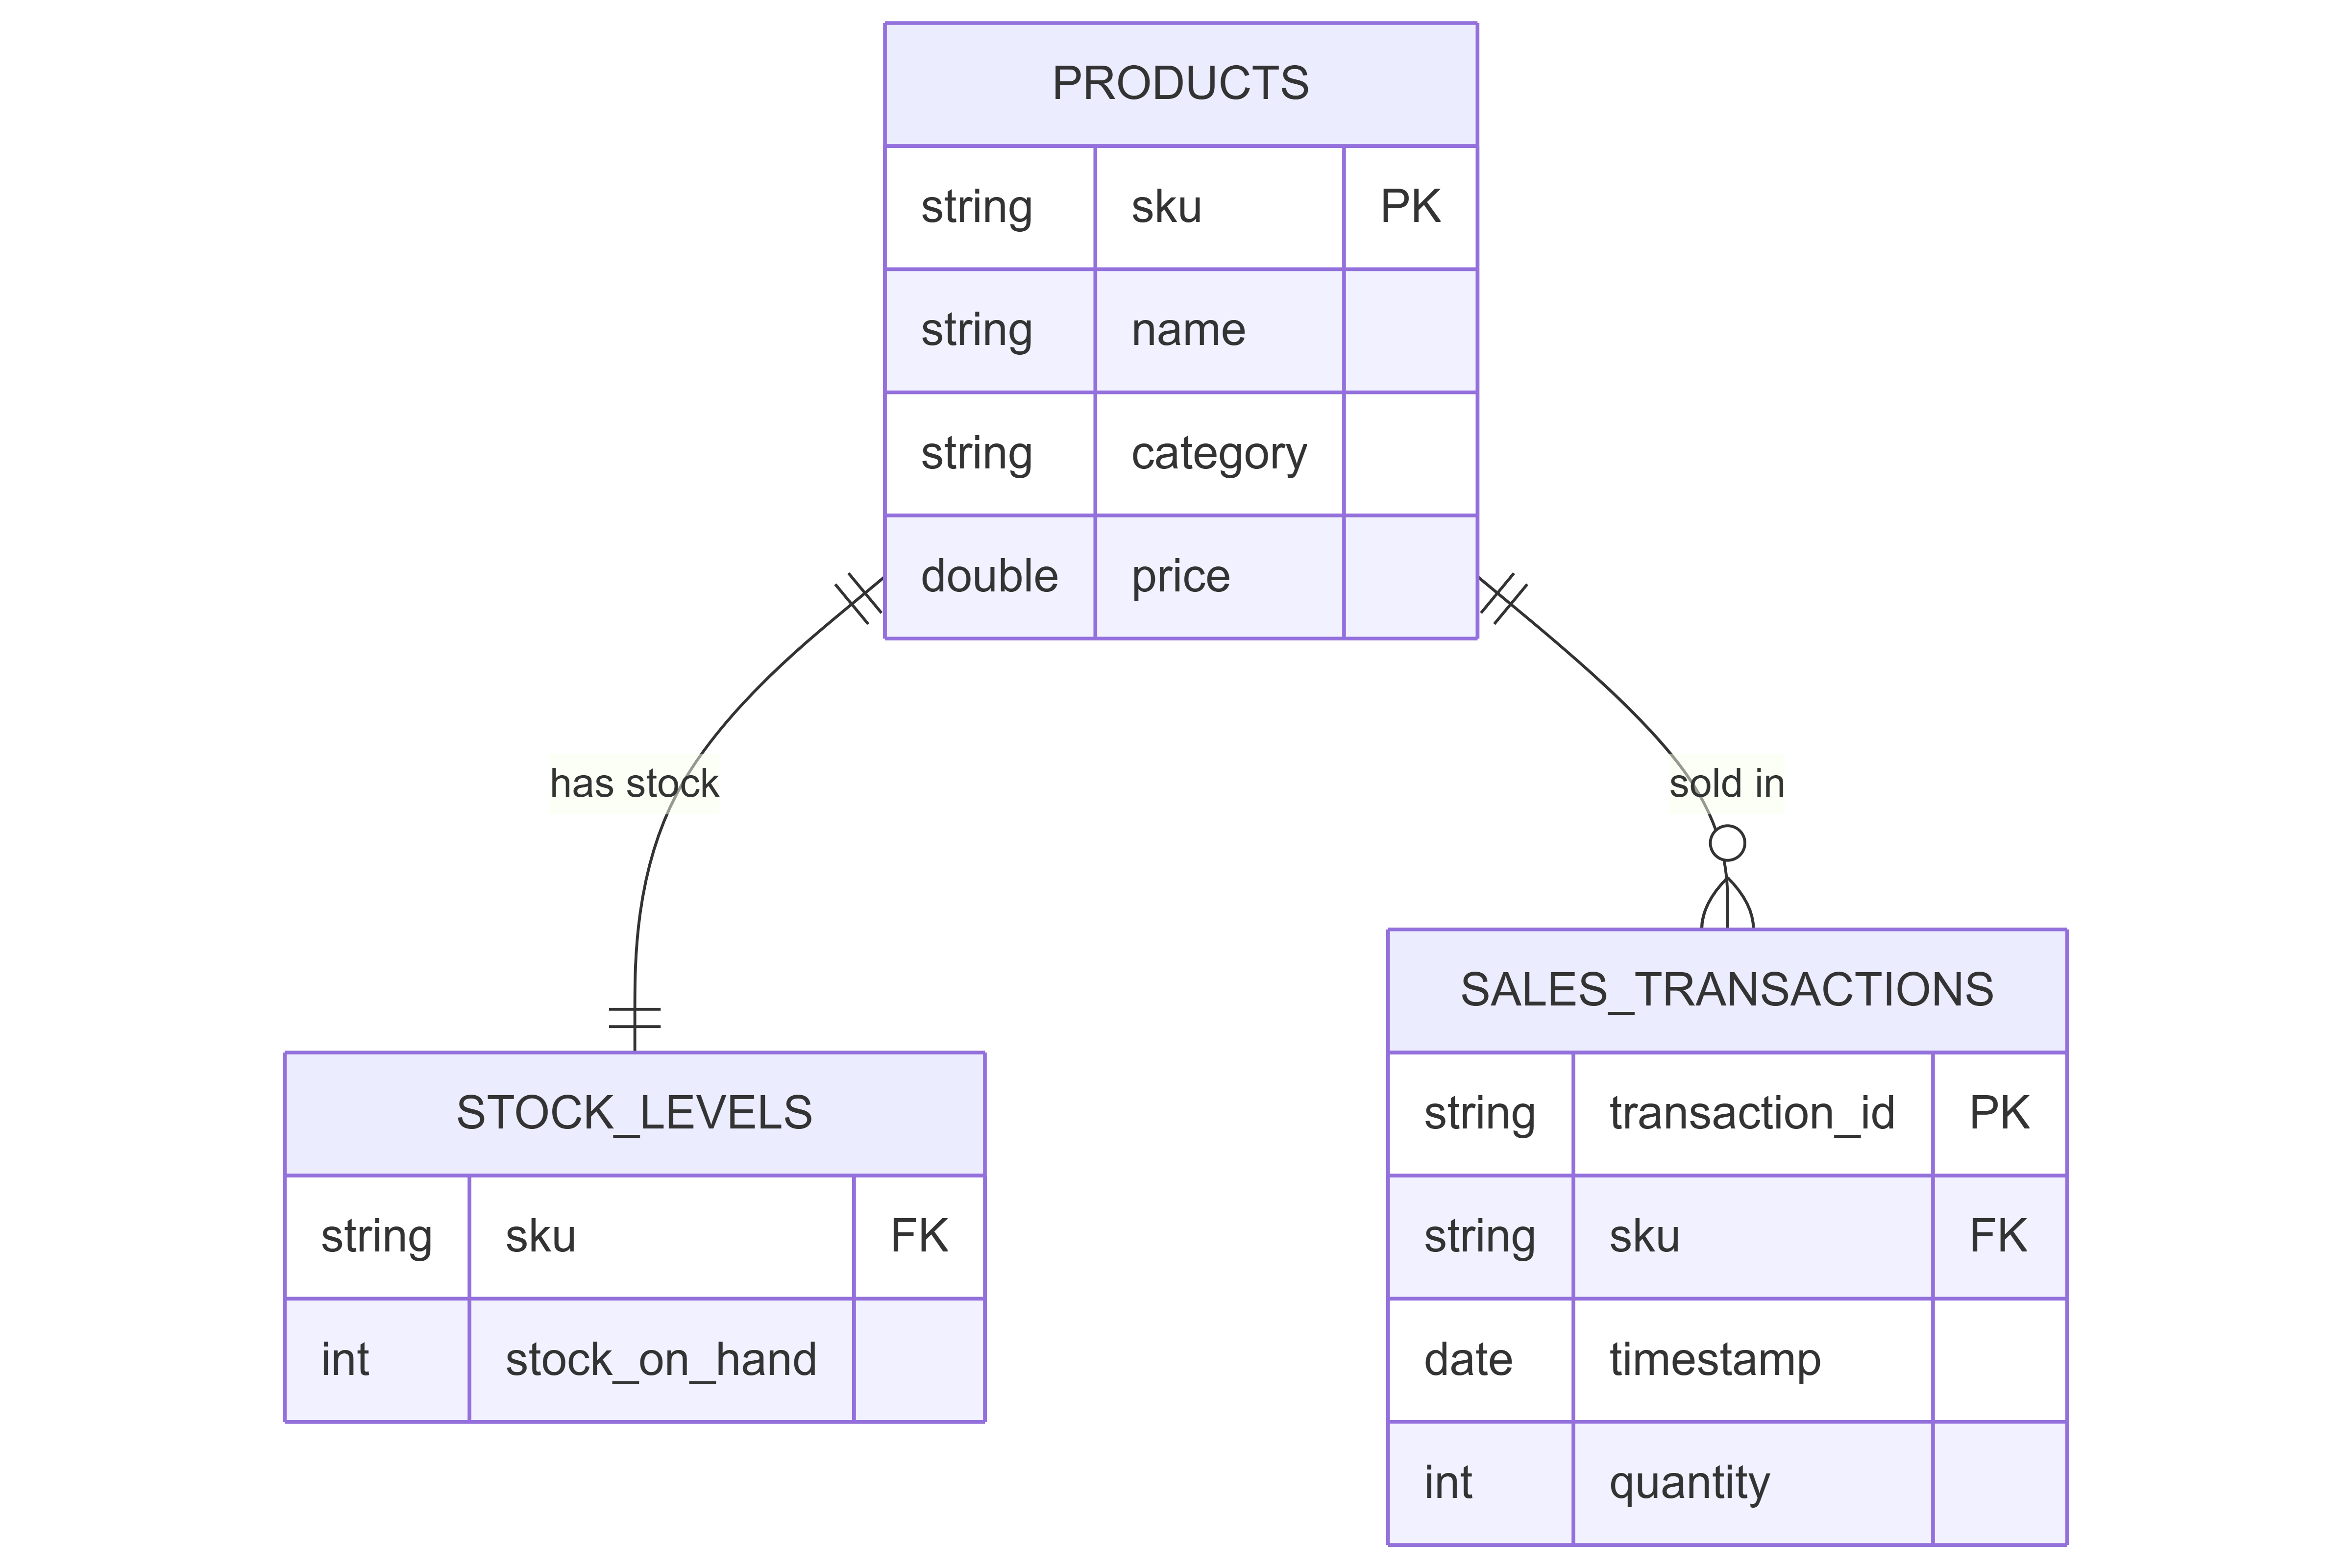 PRODUCTS
string sku PK
string name
string category
double price
has stock
sold in
STOCK_LEVELS
string sku FK
int stock_on_hand
SALES_TRANSACTIONS
string transaction_id PK
string sku FK
date timestamp
int quantity